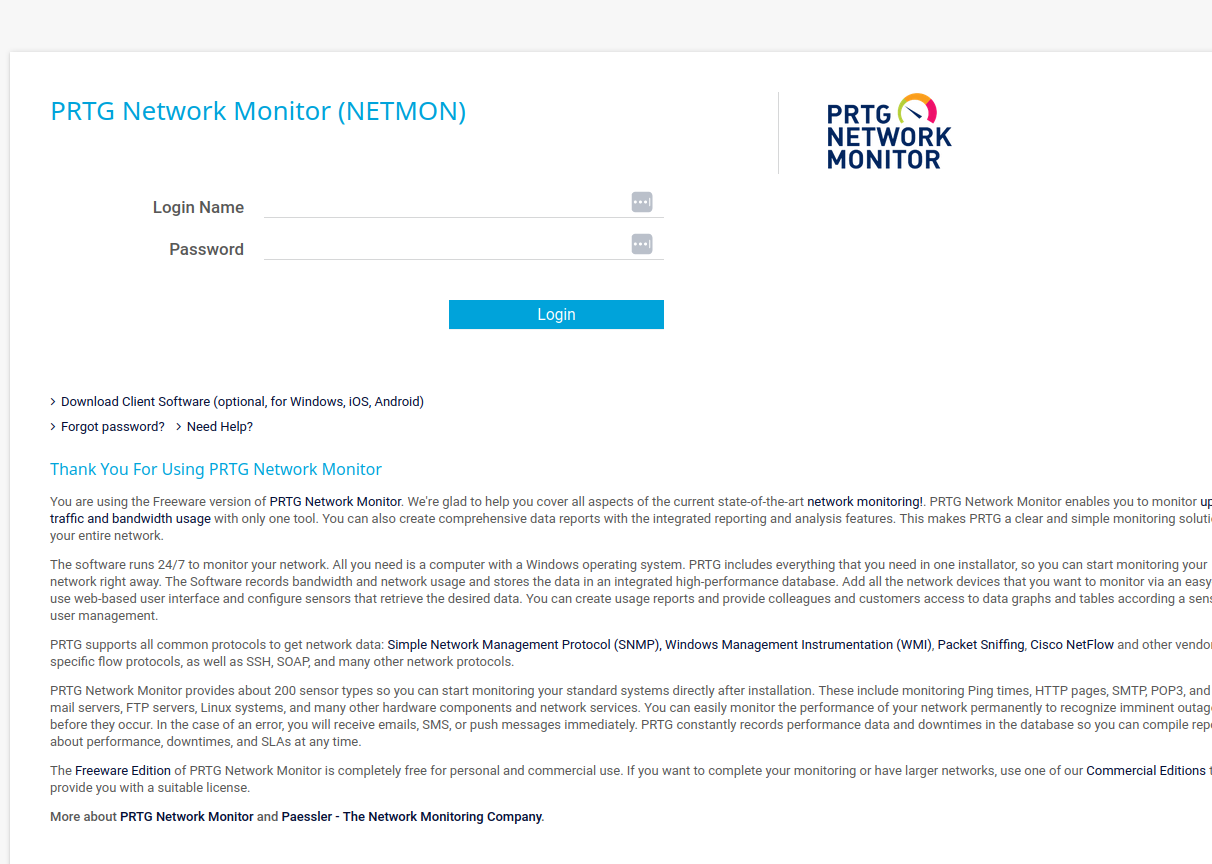 PRTG Network Monitor (NETMON)
PRTG
NETWORK
MONITOR
Login Name
Password
Login
Download Client Software (optional, for Windows, iOS, Android)
Forgot password? Need Help?
Thank You For Using PRTG Network Monitor
You are using the Freeware version of PRTG Network Monitor. We're glad to help you cover all aspects of the current state-of-the-art network monitoring!. PRTG Network Monitor enables you to monitor
traffic and bandwidth usage with only one tool. You can also create comprehensive data reports with the integrated reporting and analysis features. This makes PRTG a clear and simple monitoring
your entire network.
The software runs 24/7 to monitor your network. All you need is a computer with a Windows operating system. PRTG includes everything that you need in one installer, so you can start monitoring your
network right away. The Software records bandwidth and network usage and stores the data in an integrated high-performance database. Add all the network devices that you want to monitor via an easy
use web-based user interface and configure sensors that retrieve the desired data. You can create usage reports and provide colleagues and customers access to data graphs and tables according a
user management.
PRTG supports all common protocols to get network data: Simple Network Management Protocol (SNMP), Windows Management Instrumentation (WMI), Packet Sniffing, Cisco NetFlow and other
specific flow protocols, as well as SSH, SOAP, and many other network protocols.
PRTG Network Monitor provides about 200 sensor types so you can start monitoring your standard systems directly after installation. These include monitoring Ping times, HTTP pages, SMTP, POP3, and
mail servers, FTP servers, Linux systems, and many other hardware components and network services. You can easily monitor the performance of your network permanently to recognize imminent
before they occur. In the case of an error, you will receive emails, SMS, or push messages immediately. PRTG constantly records performance data and downtimes in the database so you can compile
about performance, downtimes, and SLAs at any time.
The Freeware Edition of PRTG Network Monitor is completely free for personal and commercial use. If you want to complete your monitoring or have larger networks, use one of our Commercial Editions
provide you with a suitable license.
More about PRTG Network Monitor and Paessler - The Network Monitoring Company.